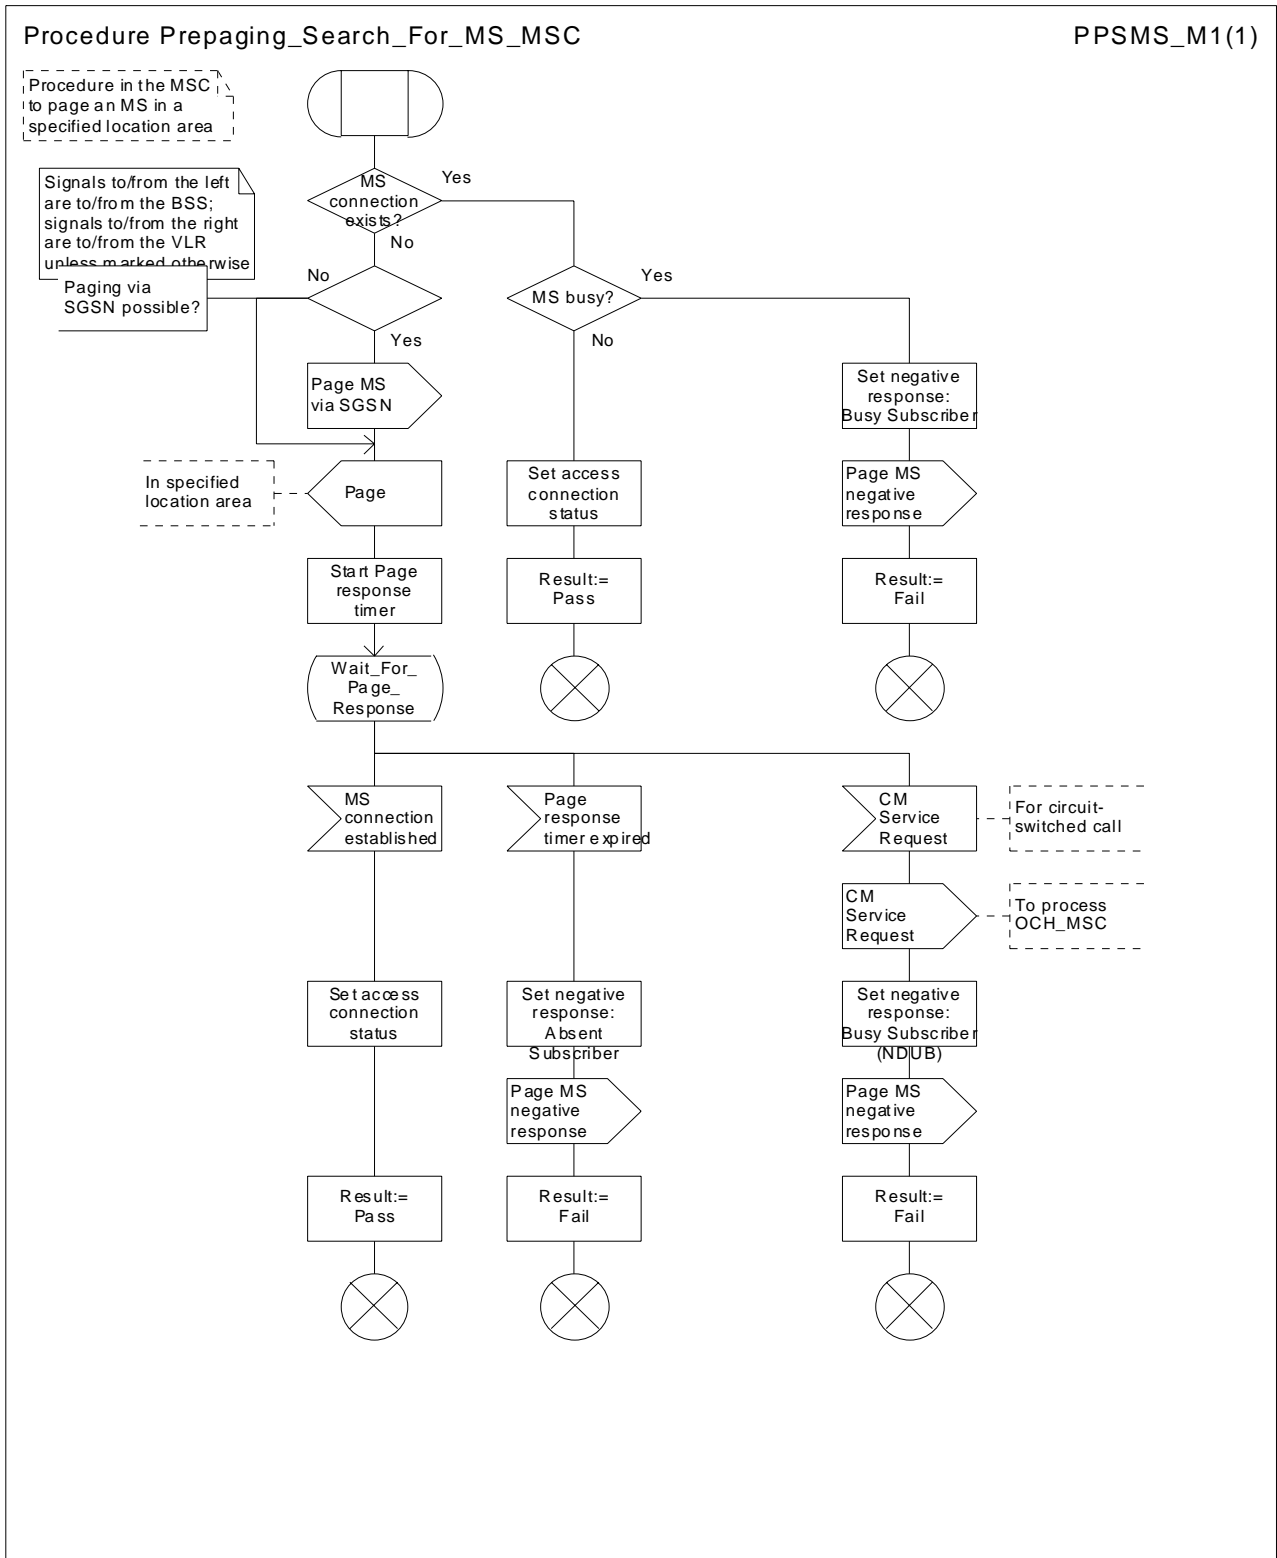 Procedure Prepaging_Search_For_MS_MSC
PPSMS_M1(1)
Procedure in the MSC
to page an MS in a
specified location area
Signals to/from the left
are to/from the BSS;
signals to/from the right
are to/from the VLR
unless marked otherwise
MS
connection
exists?
Yes
No
No
Paging via
SGSN possible?
Yes
MS busy?
Yes
No
Page MS
via SGSN
Set negative
response:
Busy Subscriber
In specified
location area
Page
Set access
connection
status
Page MS
negative
response
Start Page
response
timer
Result:=
Pass
Result:=
Fail
Wait_For_
Page_
Response
MS
connection
established
Page
response
timer expired
CM
Service
Request
For circuit-
switched call
CM
Service
Request
To process
OCH_MSC
Set access
connection
status
Set negative
response:
Absent
Subscriber
Set negative
response:
Busy Subscriber
(NDUB)
Page MS
negative
response
Page MS
negative
response
Result:=
Pass
Result:=
Fail
Result:=
Fail